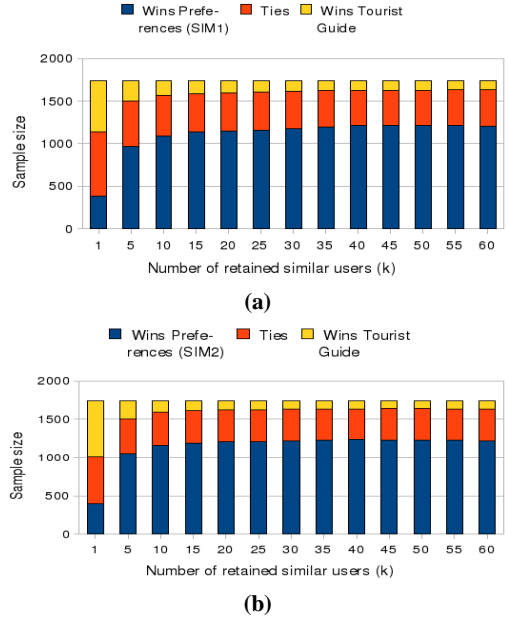 Wins Prefe- Ties Wins Tourist
rences (SIM1) Guide
2000
1500
1000
500
0
Sample size
1 5 10 15 20 25 30 35 40 45 50 55 60
Number of retained similar users (k)
(a)
Wins Prefe- Ties Wins Tourist
rences (SIM2) Guide
2000
1500
1000
500
0
Sample size
1 5 10 15 20 25 30 35 40 45 50 55 60
Number of retained similar users (k)
(b)